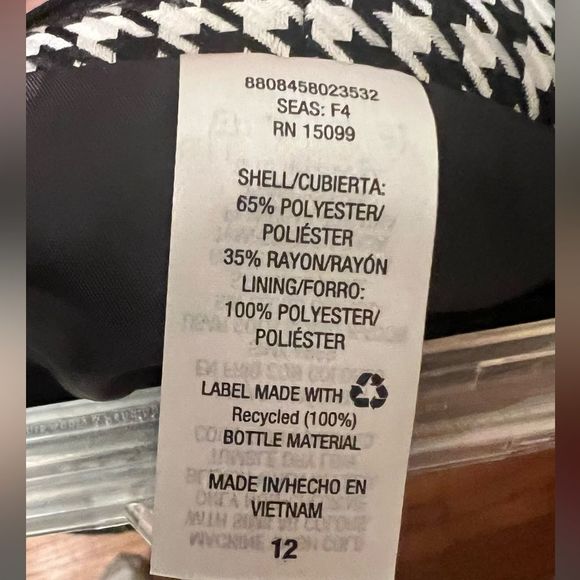 8808458023532
SEAS: F4
RN 15099
SHELL/CUBIERTA:
65% POLYESTER/
POLIÉSTER
35% RAYON/RAYÓN
LINING/FORRO:
100% POLYESTER/
POLIÉSTER
LABEL MADE WITH
Recycled (100%)
BOTTLE MATERIAL
MADE IN/HECHO EN
VIETNAM
12